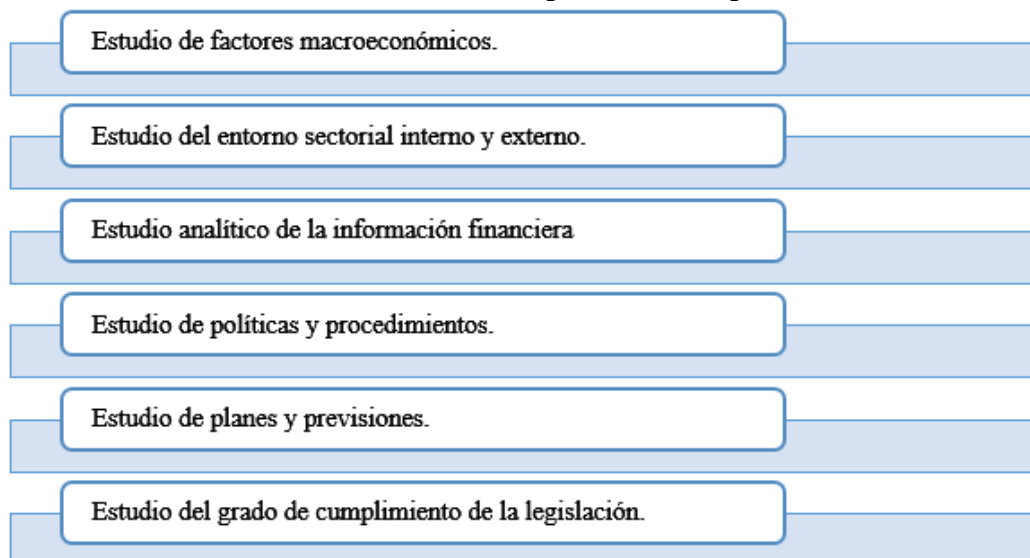 Estudio de factores macroeconómicos.
Estudio del entorno sectorial interno y externo.
Estudio analítico de la información financiera
Estudio de políticas y procedimientos.
Estudio de planes y previsiones.
Estudio del grado de cumplimiento de la legislación.